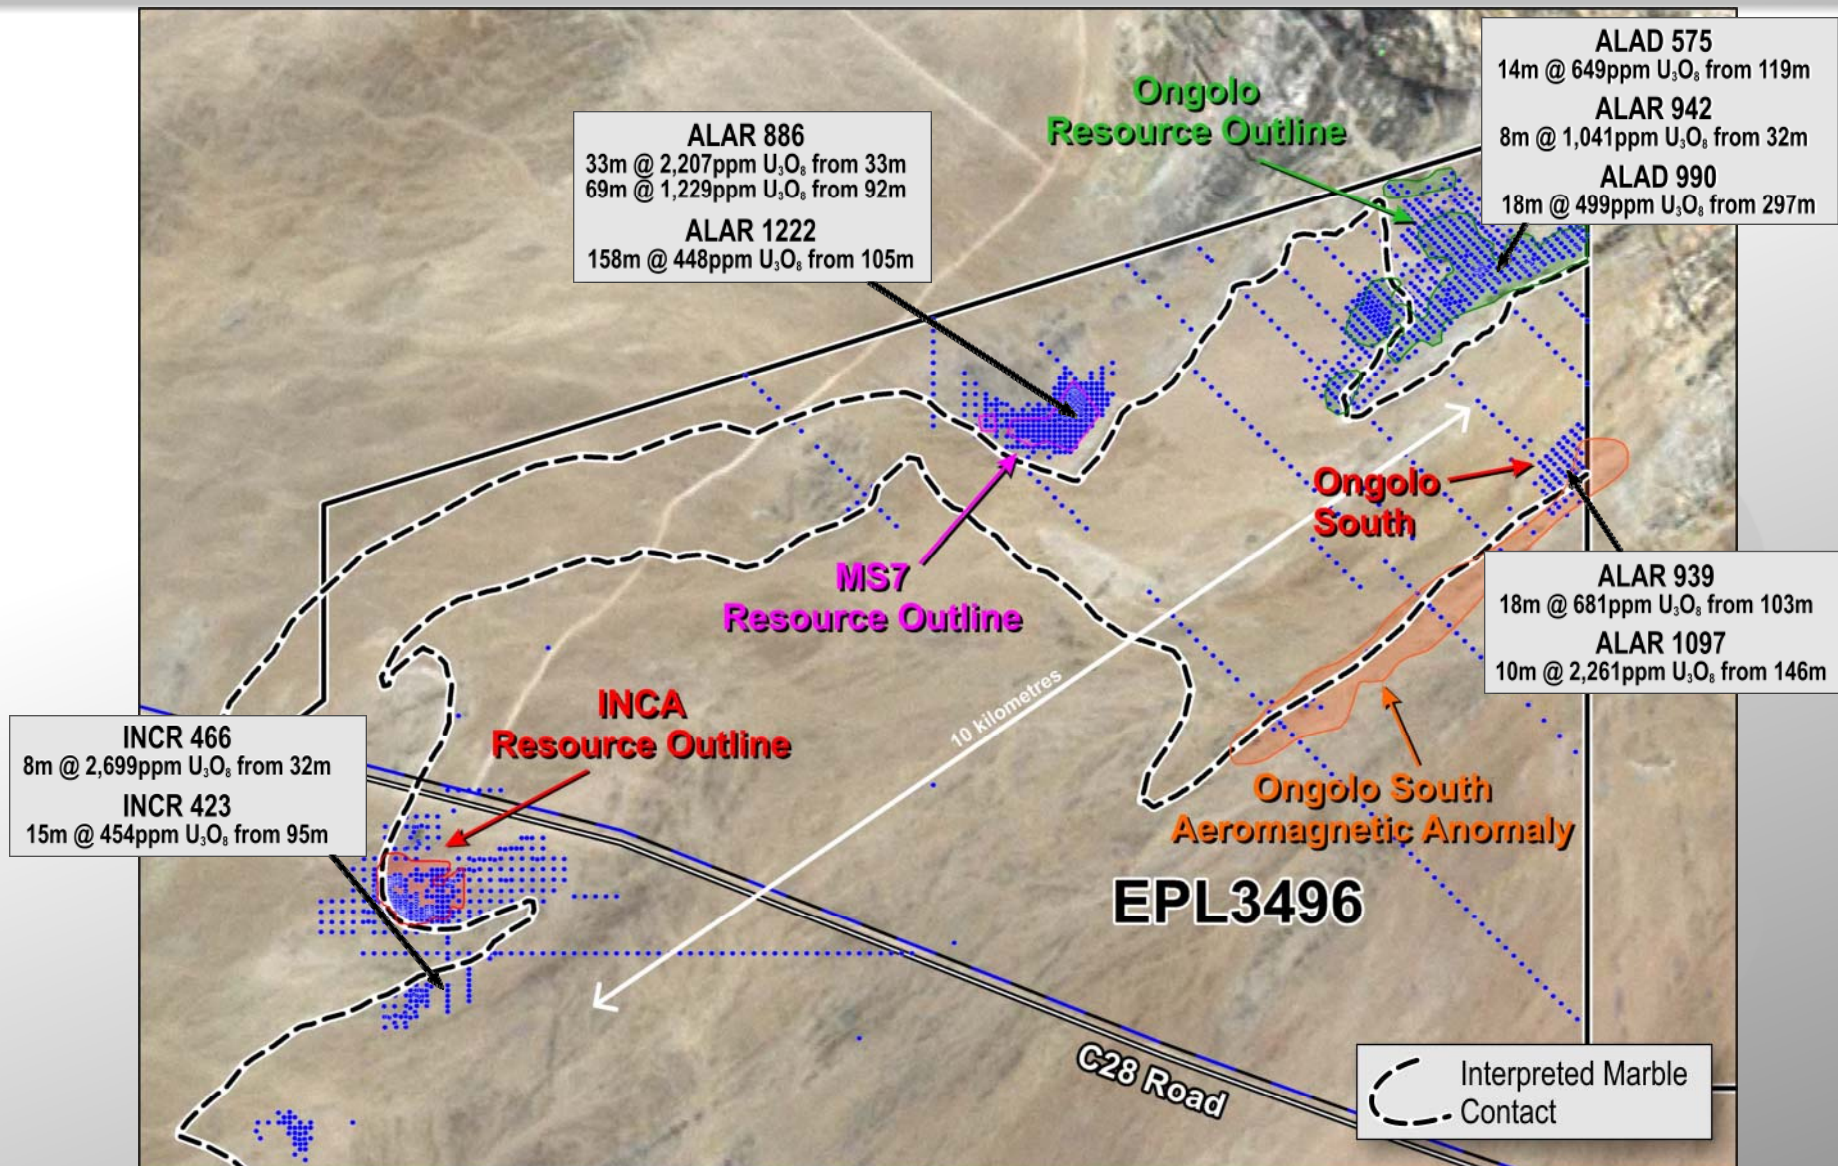 ALAD 575
14m @ 649ppm U₃O₈ from 119m
ALAR 942
8m @ 1,041ppm U₃O₈ from 32m
ALAD 990
18m @ 499ppm U₃O₈ from 297m
Ongolo
Resource Outline
ALAR 886
33m @ 2,207ppm U₃O₈ from 33m
69m @ 1,229ppm U₃O₈ from 92m
ALAR 1222
158m @ 448ppm U₃O₈ from 105m
Ongolo
South
MS7
Resource Outline
ALAR 939
18m @ 681ppm U₃O₈ from 103m
ALAR 1097
10m @ 2,261ppm U₃O₈ from 146m
10 kilometres
INCA
Resource Outline
INCR 466
8m @ 2,699ppm U₃O₈ from 32m
INCR 423
15m @ 454ppm U₃O₈ from 95m
Ongolo South
Aeromagnetic Anomaly
EPL3496
C28 Road
Interpreted Marble
Contact